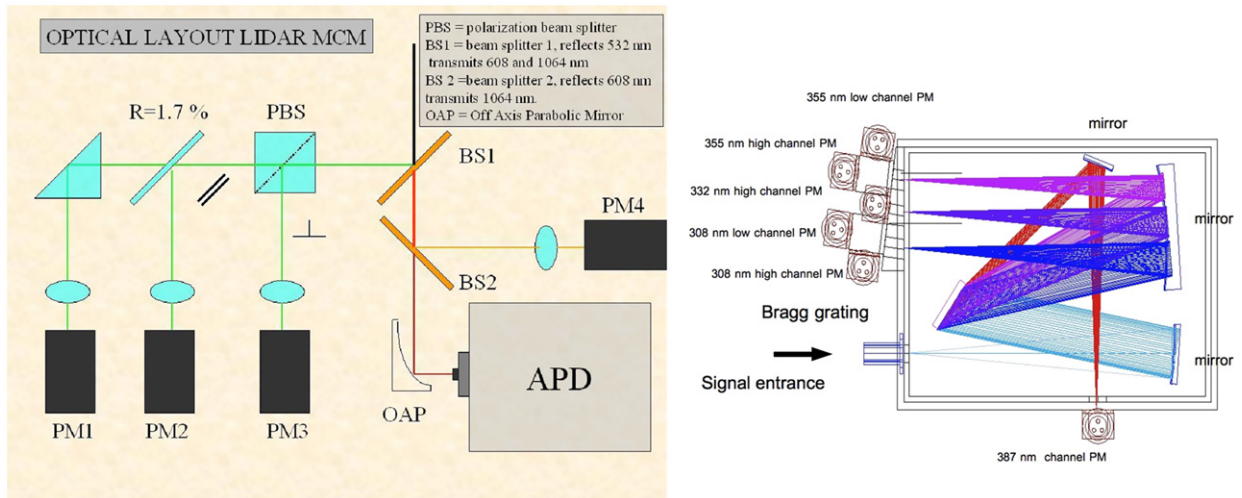 OPTICAL LAYOUT LIDAR MCM
PBS = polarization beam splitter
BS1 = beam splitter 1, reflects 532 nm
transmits 608 and 1064 nm
BS 2 =beam splitter 2, reflects 608 nm
transmits 1064 nm.
OAP = Off Axis Parabolic Mirror
R=1.7 %
PBS
BS1
BS2
PM4
OAP
APD
PM1
PM2
PM3
355 nm low channel PM
mirror
355 nm high channel PM
332 nm high channel PM
mirror
308 nm low channel PM
308 nm high channel PM
Bragg grating
mirror
Signal entrance
387 nm channel PM